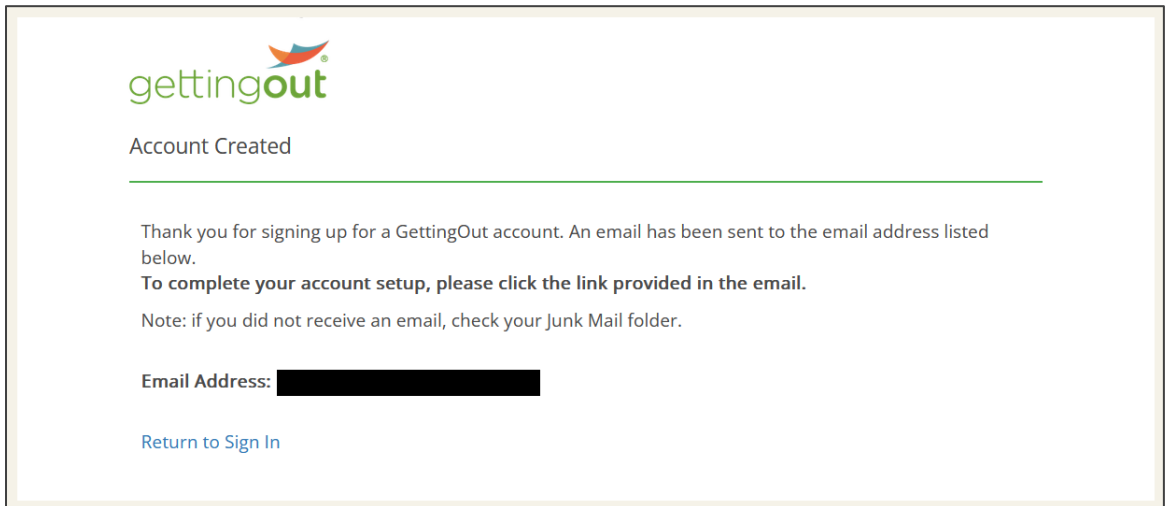 gettingout®
Account Created
Thank you for signing up for a GettingOut account. An email has been sent to the email address listed
below.
To complete your account setup, please click the link provided in the email.
Note: if you did not receive an email, check your Junk Mail folder.
Email Address:
Return to Sign In